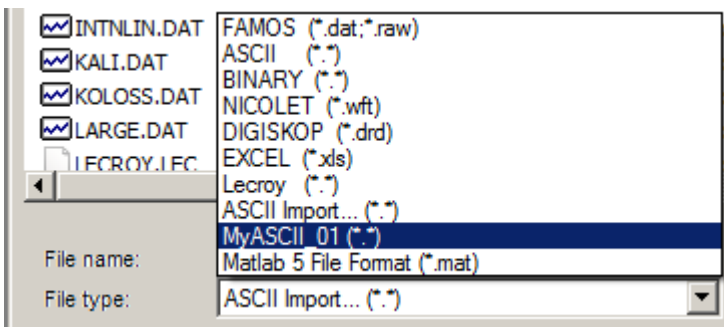 INTNLIN.DAT
KALI.DAT
KOLOSS.DAT
LARGE.DAT
LECROY.LEC
FAMOS (*.dat;*.raw)
ASCII (*.*)
BINARY (*.*)
NICOLET (*.wft)
DIGISKOP (*.drd)
EXCEL (*.xls)
Lecroy (*.*)
ASCII Import... (*.*)
MyASCII_01 (*.*)
Matlab 5 File Format (*.mat)
File name:
File type:
ASCII Import... (*.*)